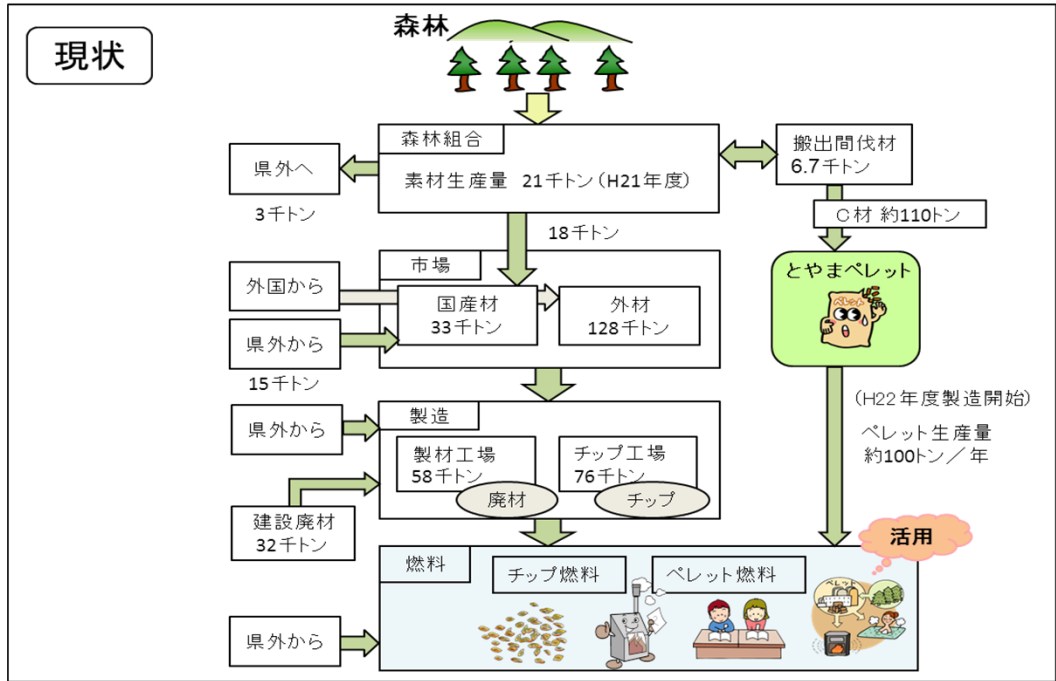 現状
森林
森林組合
素材生産量 21千トン（H21年度）
県外へ
3千トン
搬出間伐材
6.7千トン
C材 約110トン
18千トン
市場
外国から
国産材
33千トン
外材
128千トン
県外から
15千トン
とやまペレット
ペレット
（H22年度製造開始）
ペレット生産量
約100トン／年
県外から
製造
製材工場
58千トン
チップ工場
76千トン
廃材
チップ
建設廃材
32千トン
活用
燃料
チップ燃料
ペレット燃料
ペレット
県外から